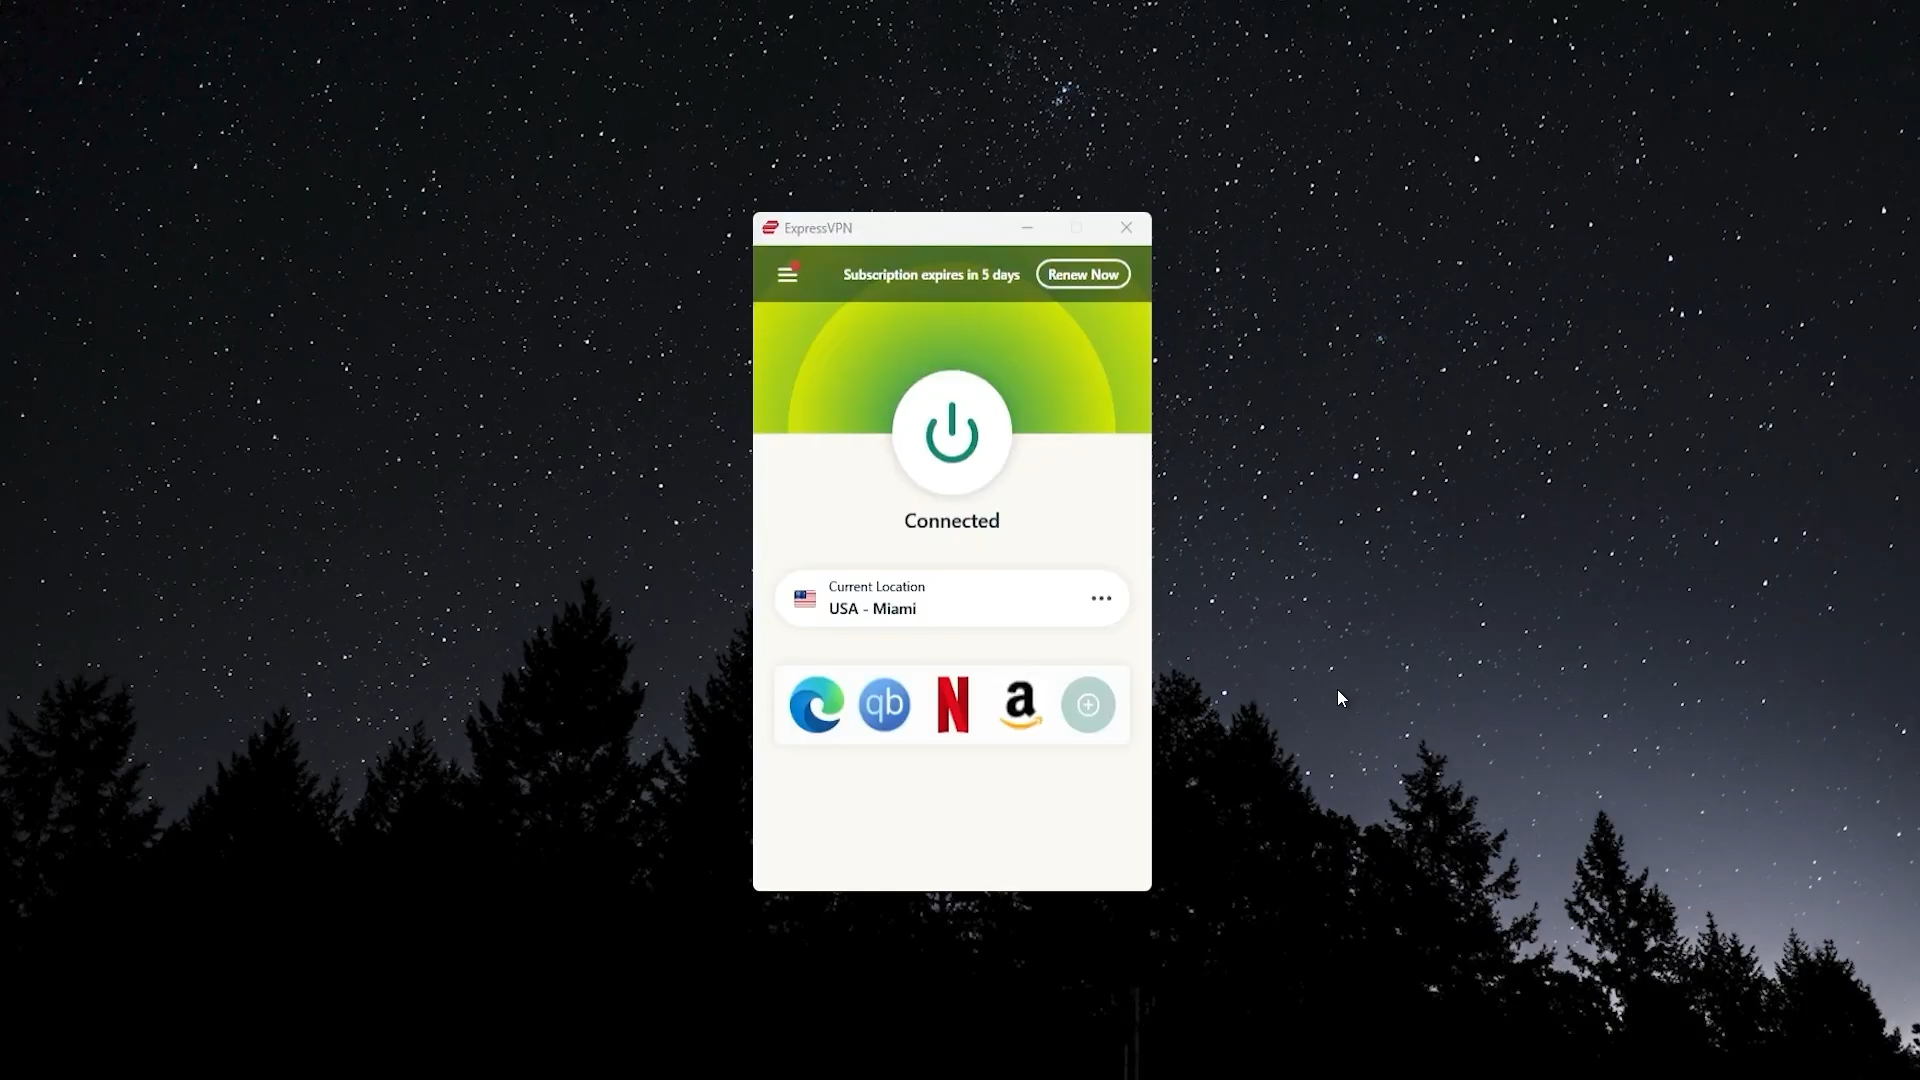 ExpressVPN
Subscription expires in 5 days
Renew Now
Connected
Current Location
USA - Miami
qb
N
a